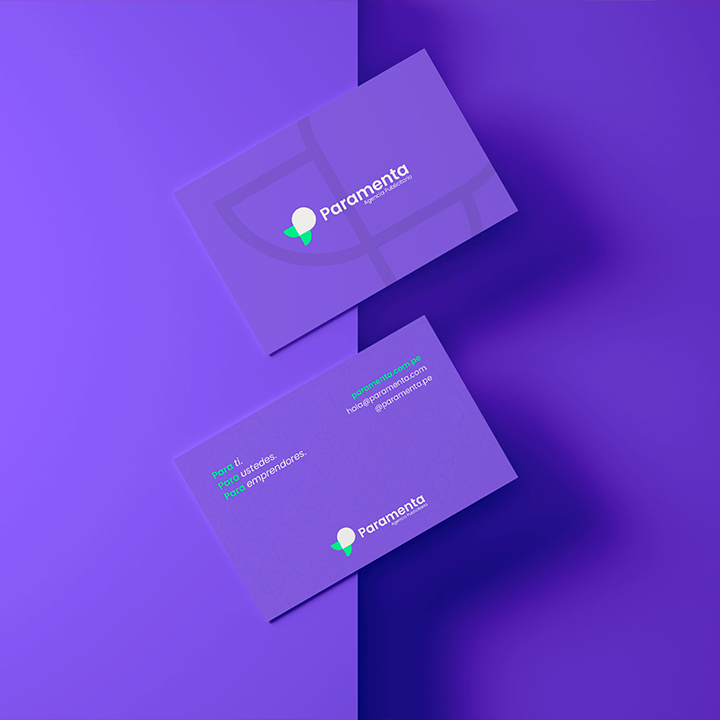 Paramenta
Agencia Publicitaria
paramenta.com.pe
hola@paramenta.com
@paramenta.pe
Para ti.
Para ustedes.
Para emprendores.
Paramenta
Agencia Publicitaria